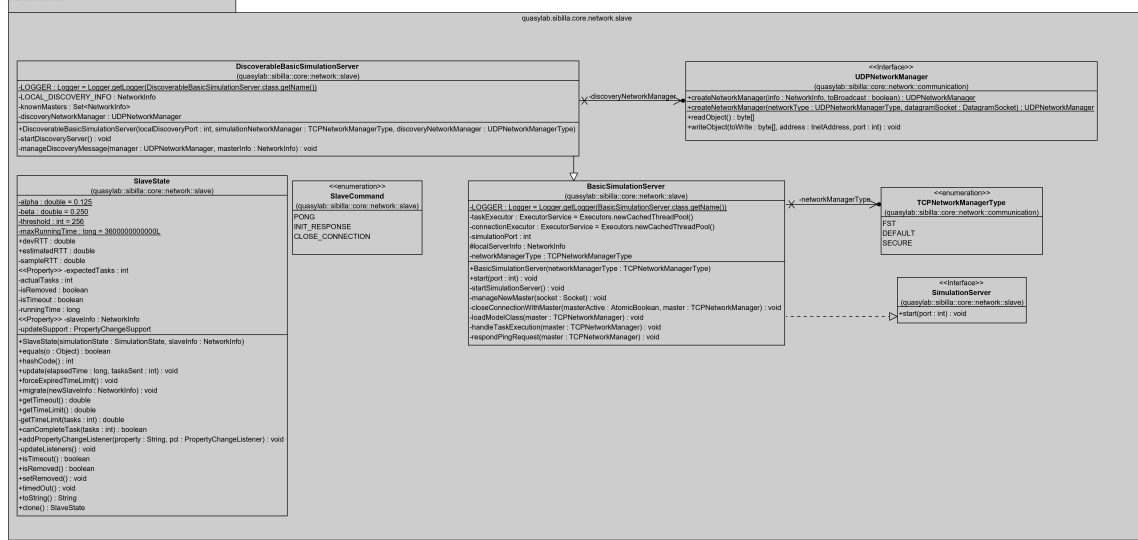 quasylab.sibilla.core.network.slave
DiscoverableBasicSimulationServer
(quasylab::sibilla::core::network::slave)
-LOGGER : Logger = Logger.getLogger(DiscoverableBasicSimulationServer.class.getName())
-LOCAL_DISCOVERY_INFO : NetworkInfo
-knownMasters : Set<NetworkInfo>
-discoveryNetworkManager : UDPNetworkManager
+DiscoverableBasicSimulationServer(localDiscoveryPort : int, simulationNetworkManager : TCPNetworkManagerType, discoveryNetworkManager : UDPNetworkManagerType)
-startDiscoveryServer() : void
-manageDiscoveryMessage(manager : UDPNetworkManager, masterInfo : NetworkInfo) : void
-discoveryNetworkManager
<<Interface>>
UDPNetworkManager
(quasylab::sibilla::core::network::communication)
+createNetworkManager(info : NetworkInfo, toBroadcast : boolean) : UDPNetworkManager
+createNetworkManager(networkType : UDPNetworkManagerType, datagramSocket : DatagramSocket) : UDPNetworkManager
+readObject() : byte[]
+writeObject(toWrite : byte[], address : InetAddress, port : int) : void
SlaveState
(quasylab::sibilla::core::network::slave)
-alpha : double = 0.125
-beta : double = 0.250
-threshold : int = 256
-maxRunningTime : long = 3600000000000L
+devRTT : double
+estimatedRTT : double
-sampleRTT : double
<<Property>> -expectedTasks : int
-actualTasks : int
-isRemoved : boolean
-isTimeout : boolean
-runningTime : long
<<Property>> -slaveInfo : NetworkInfo
-updateSupport : PropertyChangeSupport
+SlaveState(simulationState : SimulationState, slaveInfo : NetworkInfo)
+equals(o : Object) : boolean
+hashCode() : int
+update(elapsedTime : long, tasksSent : int) : void
+forceExpiredTimeLimit() : void
+migrate(newSlaveInfo : NetworkInfo) : void
+getTimeout() : double
+getTimeLimit() : double
-getTimeLimit(tasks : int) : double
+canCompleteTask(tasks : int) : boolean
+addPropertyChangeListener(property : String, pcl : PropertyChangeListener) : void
-updateListeners() : void
+isTimeout() : boolean
+isRemoved() : boolean
+setRemoved() : void
+timedOut() : void
+toString() : String
+clone() : SlaveState
<<enumeration>>
SlaveCommand
(quasylab::sibilla::core::network::slave)
PONG
INIT_RESPONSE
CLOSE_CONNECTION
BasicSimulationServer
(quasylab::sibilla::core::network::slave)
-LOGGER : Logger = Logger.getLogger(BasicSimulationServer.class.getName())
-taskExecutor : ExecutorService = Executors.newCachedThreadPool()
-connectionExecutor : ExecutorService = Executors.newCachedThreadPool()
-simulationPort : int
#localServerInfo : NetworkInfo
-networkManagerType : TCPNetworkManagerType
+BasicSimulationServer(networkManagerType : TCPNetworkManagerType)
+start(port : int) : void
-startSimulationServer() : void
-manageNewMaster(socket : Socket) : void
-closeConnectionWithMaster(masterActive : AtomicBoolean, master : TCPNetworkManager) : void
-loadModelClass(master : TCPNetworkManager) : void
-handleTaskExecution(master : TCPNetworkManager) : void
-respondPingRequest(master : TCPNetworkManager) : void
-networkManagerType
<<enumeration>>
TCPNetworkManagerType
(quasylab::sibilla::core::network::communication)
FST
DEFAULT
SECURE
<<Interface>>
SimulationServer
(quasylab::sibilla::core::network::slave)
+start(port : int) : void